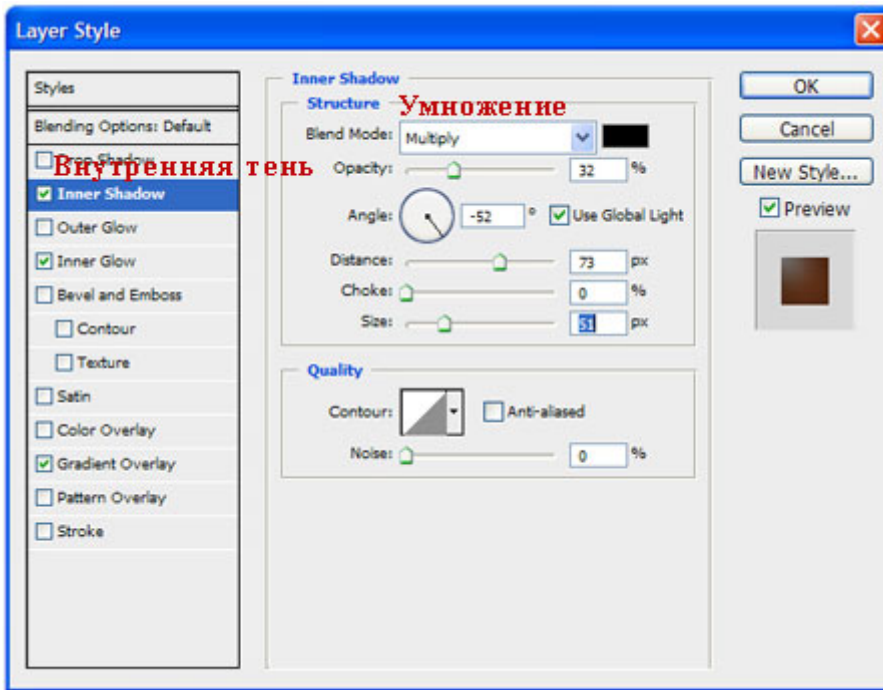 Layer Style
Styles
Blending Options: Default
Drop Shadow
Внутренняя тень
Inner Shadow
Outer Glow
Inner Glow
Bevel and Emboss
Contour
Texture
Satin
Color Overlay
Gradient Overlay
Pattern Overlay
Stroke
Inner Shadow
Structure
Умножение
Blend Mode: Multiply
Opacity: 32 %
Angle: -52 ° Use Global Light
Distance: 73 px
Choke: 0 %
Size: 51 px
Quality
Contour: Anti-aliased
Noise: 0 %
OK
Cancel
New Style...
Preview